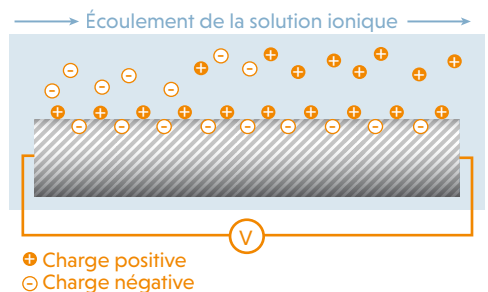 Écoulement de la solution ionique
V
Charge positive
Charge négative